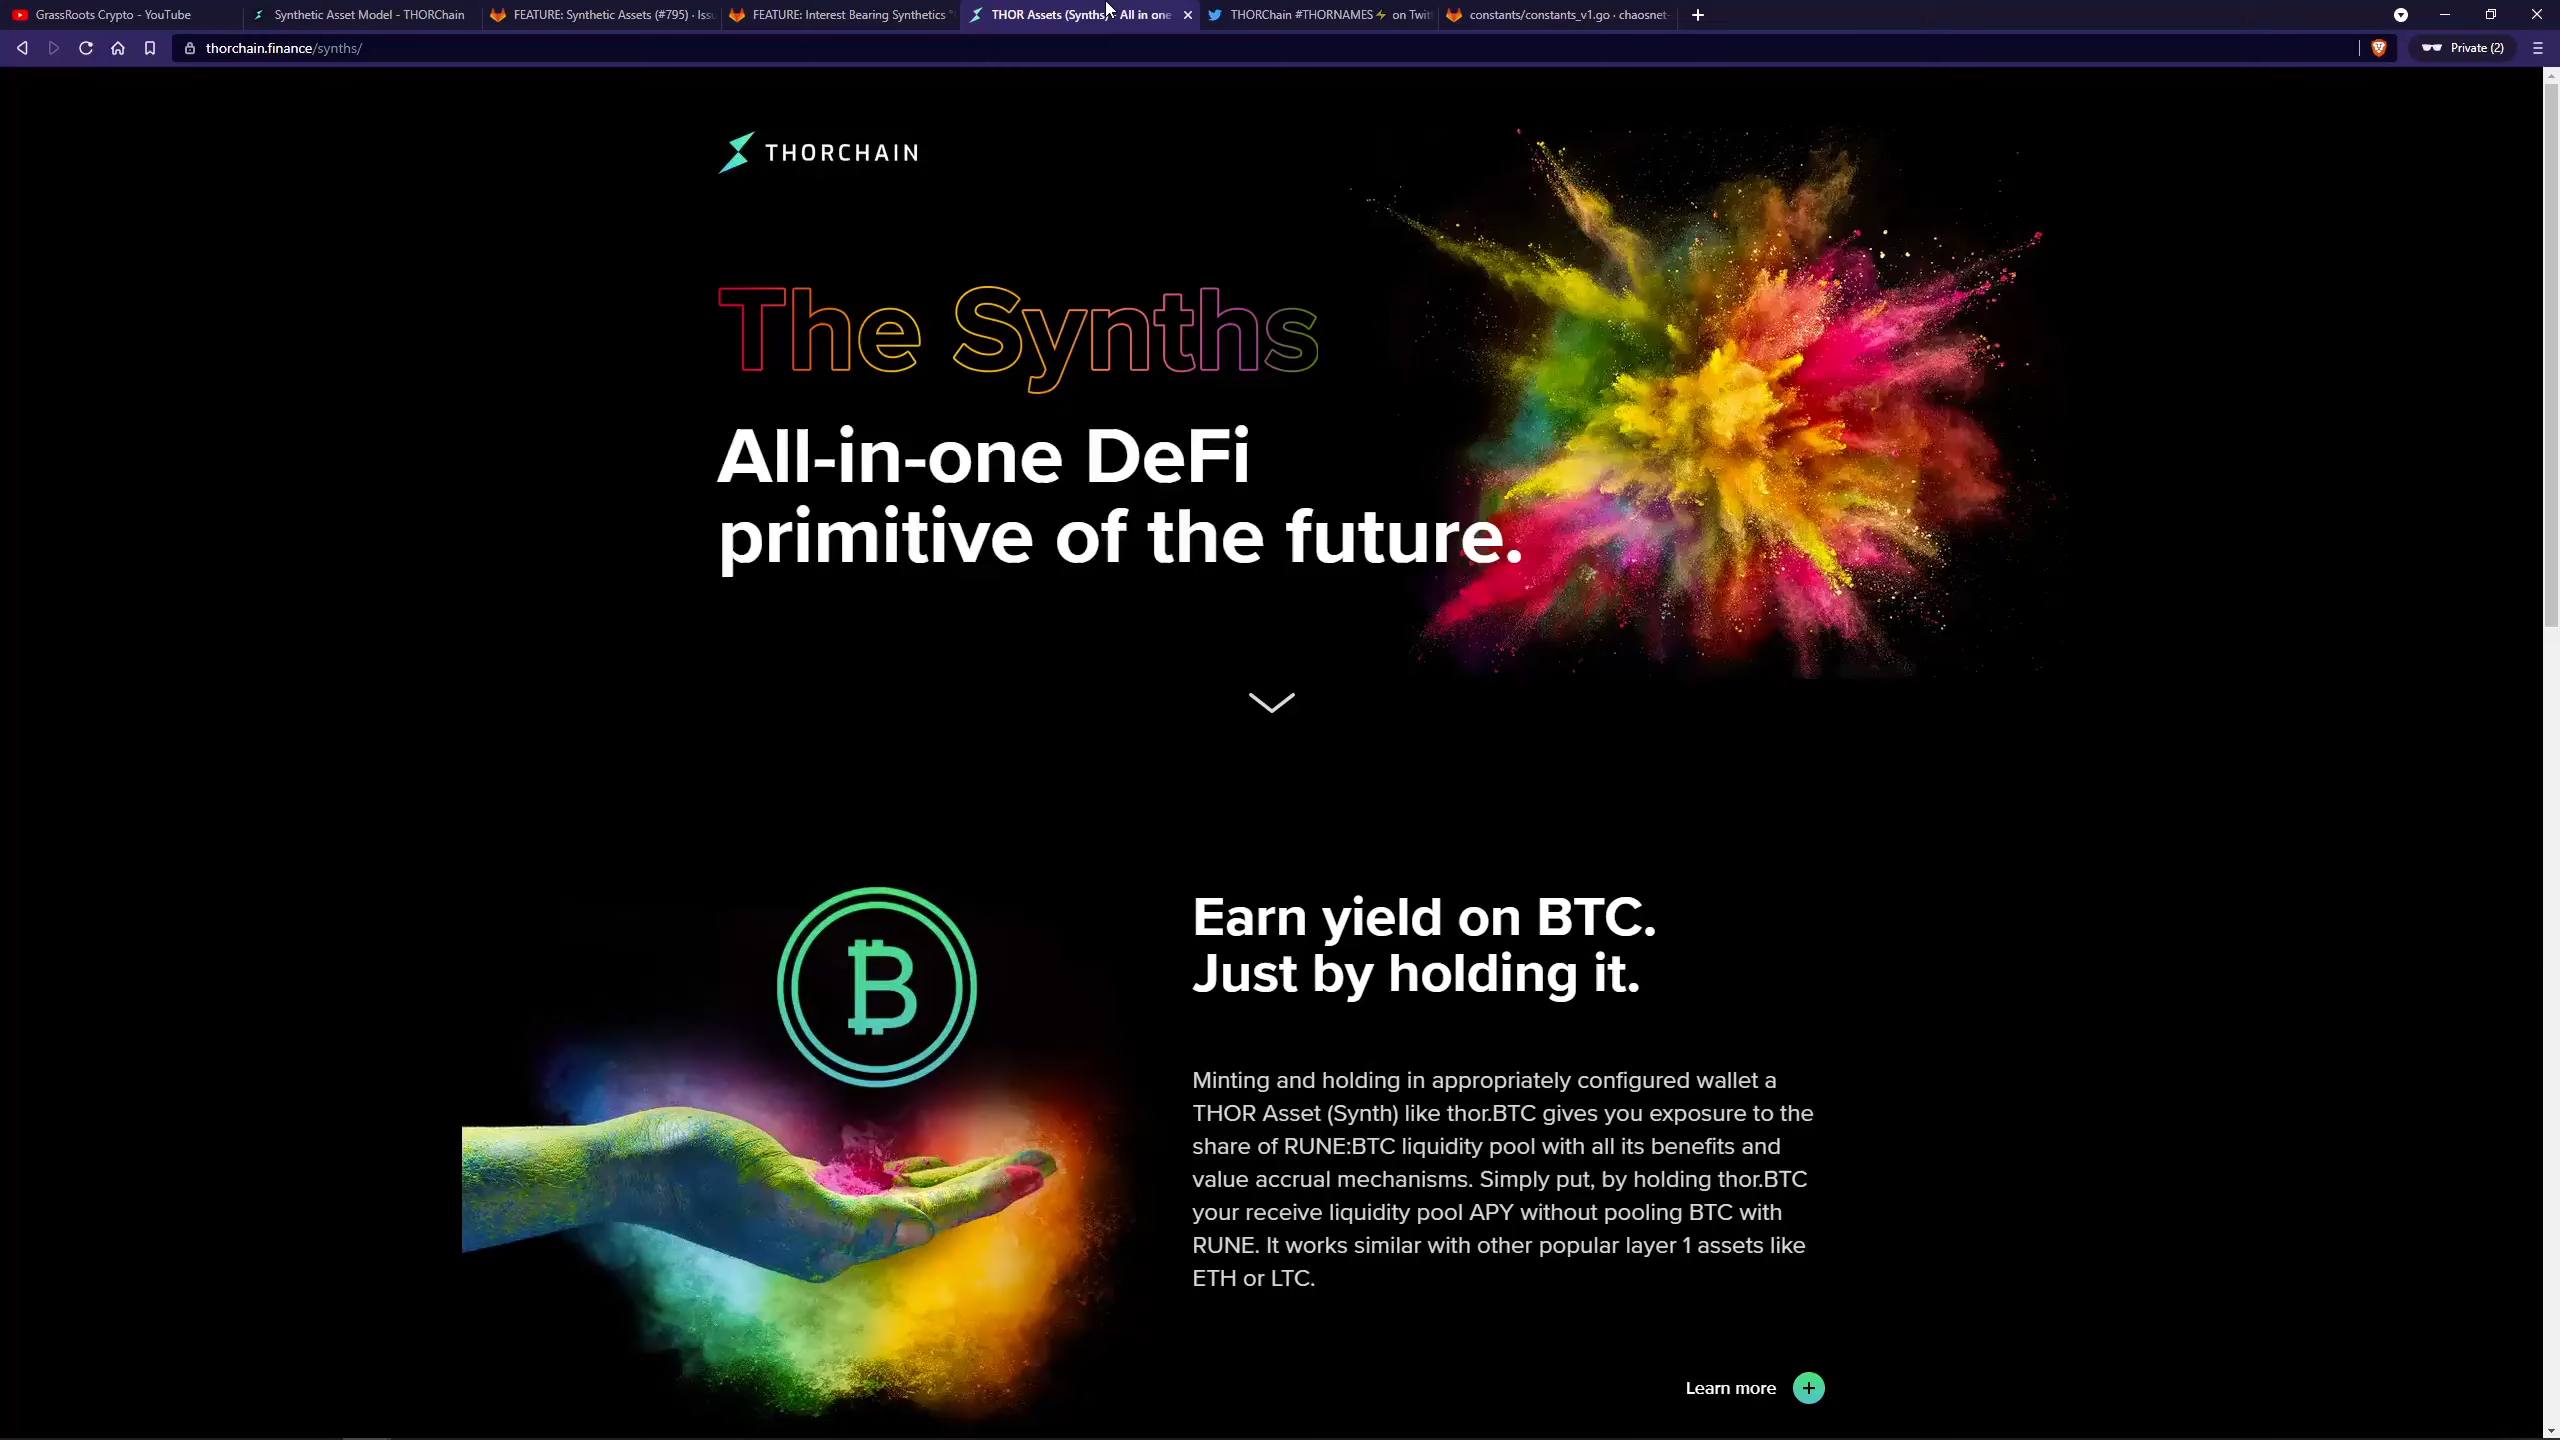 GrassRoots Crypto - YouTube
Synthetic Asset Model - THORChain
FEATURE: Synthetic Assets (#795) · Issu
FEATURE: Interest Bearing Synthetics
THOR Assets (Synths) - All in one
THORChain #THORNAMES⚡ on Twit
constants/constants_v1.go · chaosnet-
thorchain.finance/synths/
Private (2)
THORCHAIN
The Synths
All-in-one DeFi
primitive of the future.
Earn yield on BTC.
Just by holding it.
Minting and holding in appropriately configured wallet a
THOR Asset (Synth) like thor.BTC gives you exposure to the
share of RUNE:BTC liquidity pool with all its benefits and
value accrual mechanisms. Simply put, by holding thor.BTC
your receive liquidity pool APY without pooling BTC with
RUNE. It works similar with other popular layer 1 assets like
ETH or LTC.
Learn more